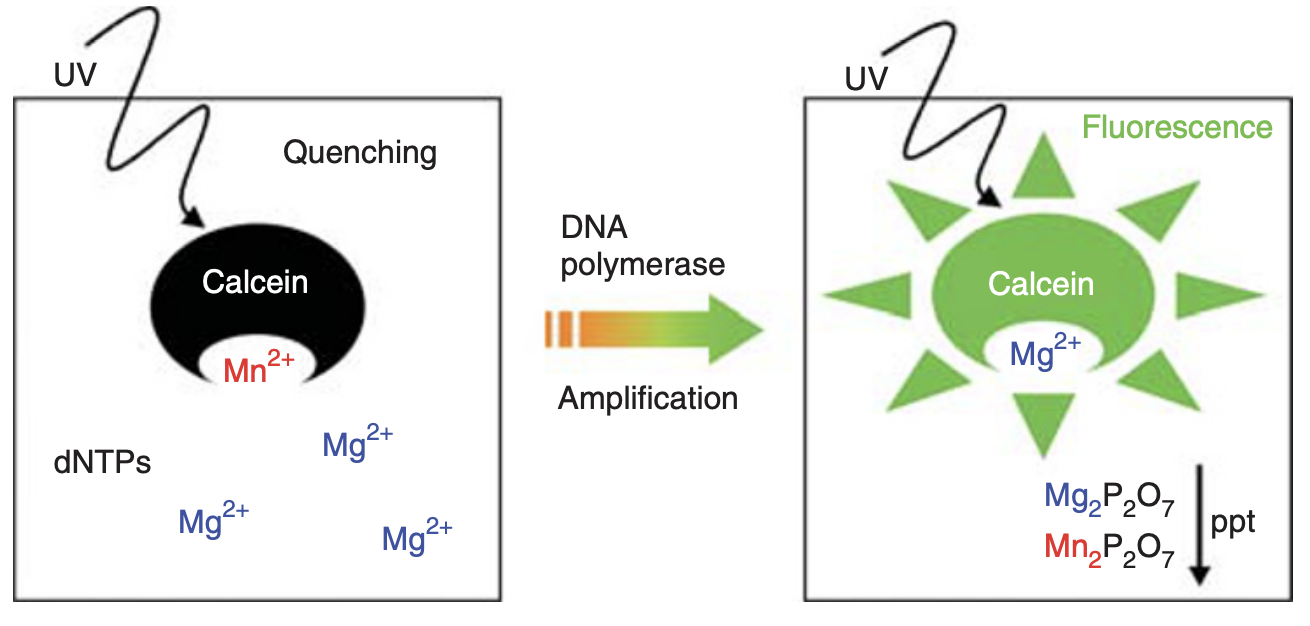 UV
Quenching
Calcein
Mn²⁺
Mg²⁺
dNTPs
Mg²⁺
Mg²⁺
DNA
polymerase
Amplification
UV
Fluorescence
Calcein
Mg²⁺
Mg₂P₂O₇
Mn₂P₂O₇
ppt